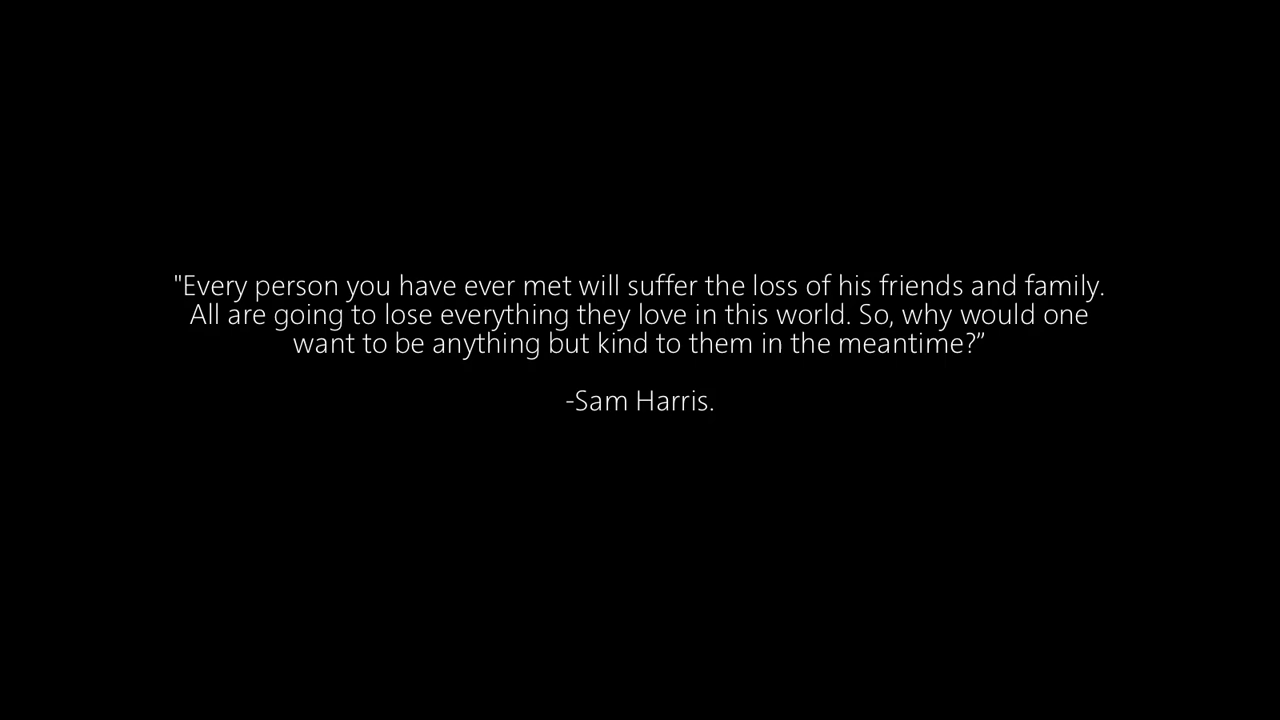 "Every person you have ever met will suffer the loss of his friends and family.
All are going to lose everything they love in this world. So, why would one
want to be anything but kind to them in the meantime?”
-Sam Harris.